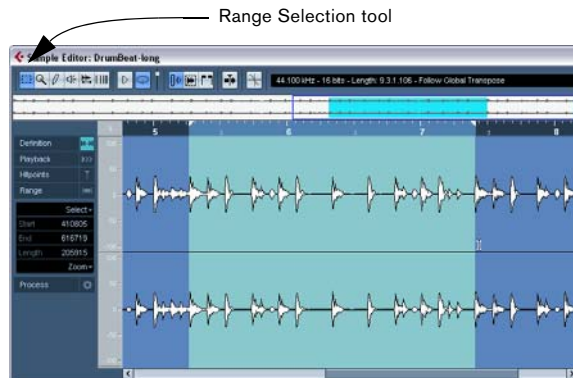 Range Selection tool
Sample Editor: DrumBeat-long
44.100 kHz - 16 bits - Length: 9.3.1.106 - Follow Global Transpose
5 6 7 8
Definition
Playback
Hitpoints
Range
Select
Start 410805
End 616719
Length 205915
Zoom
Process